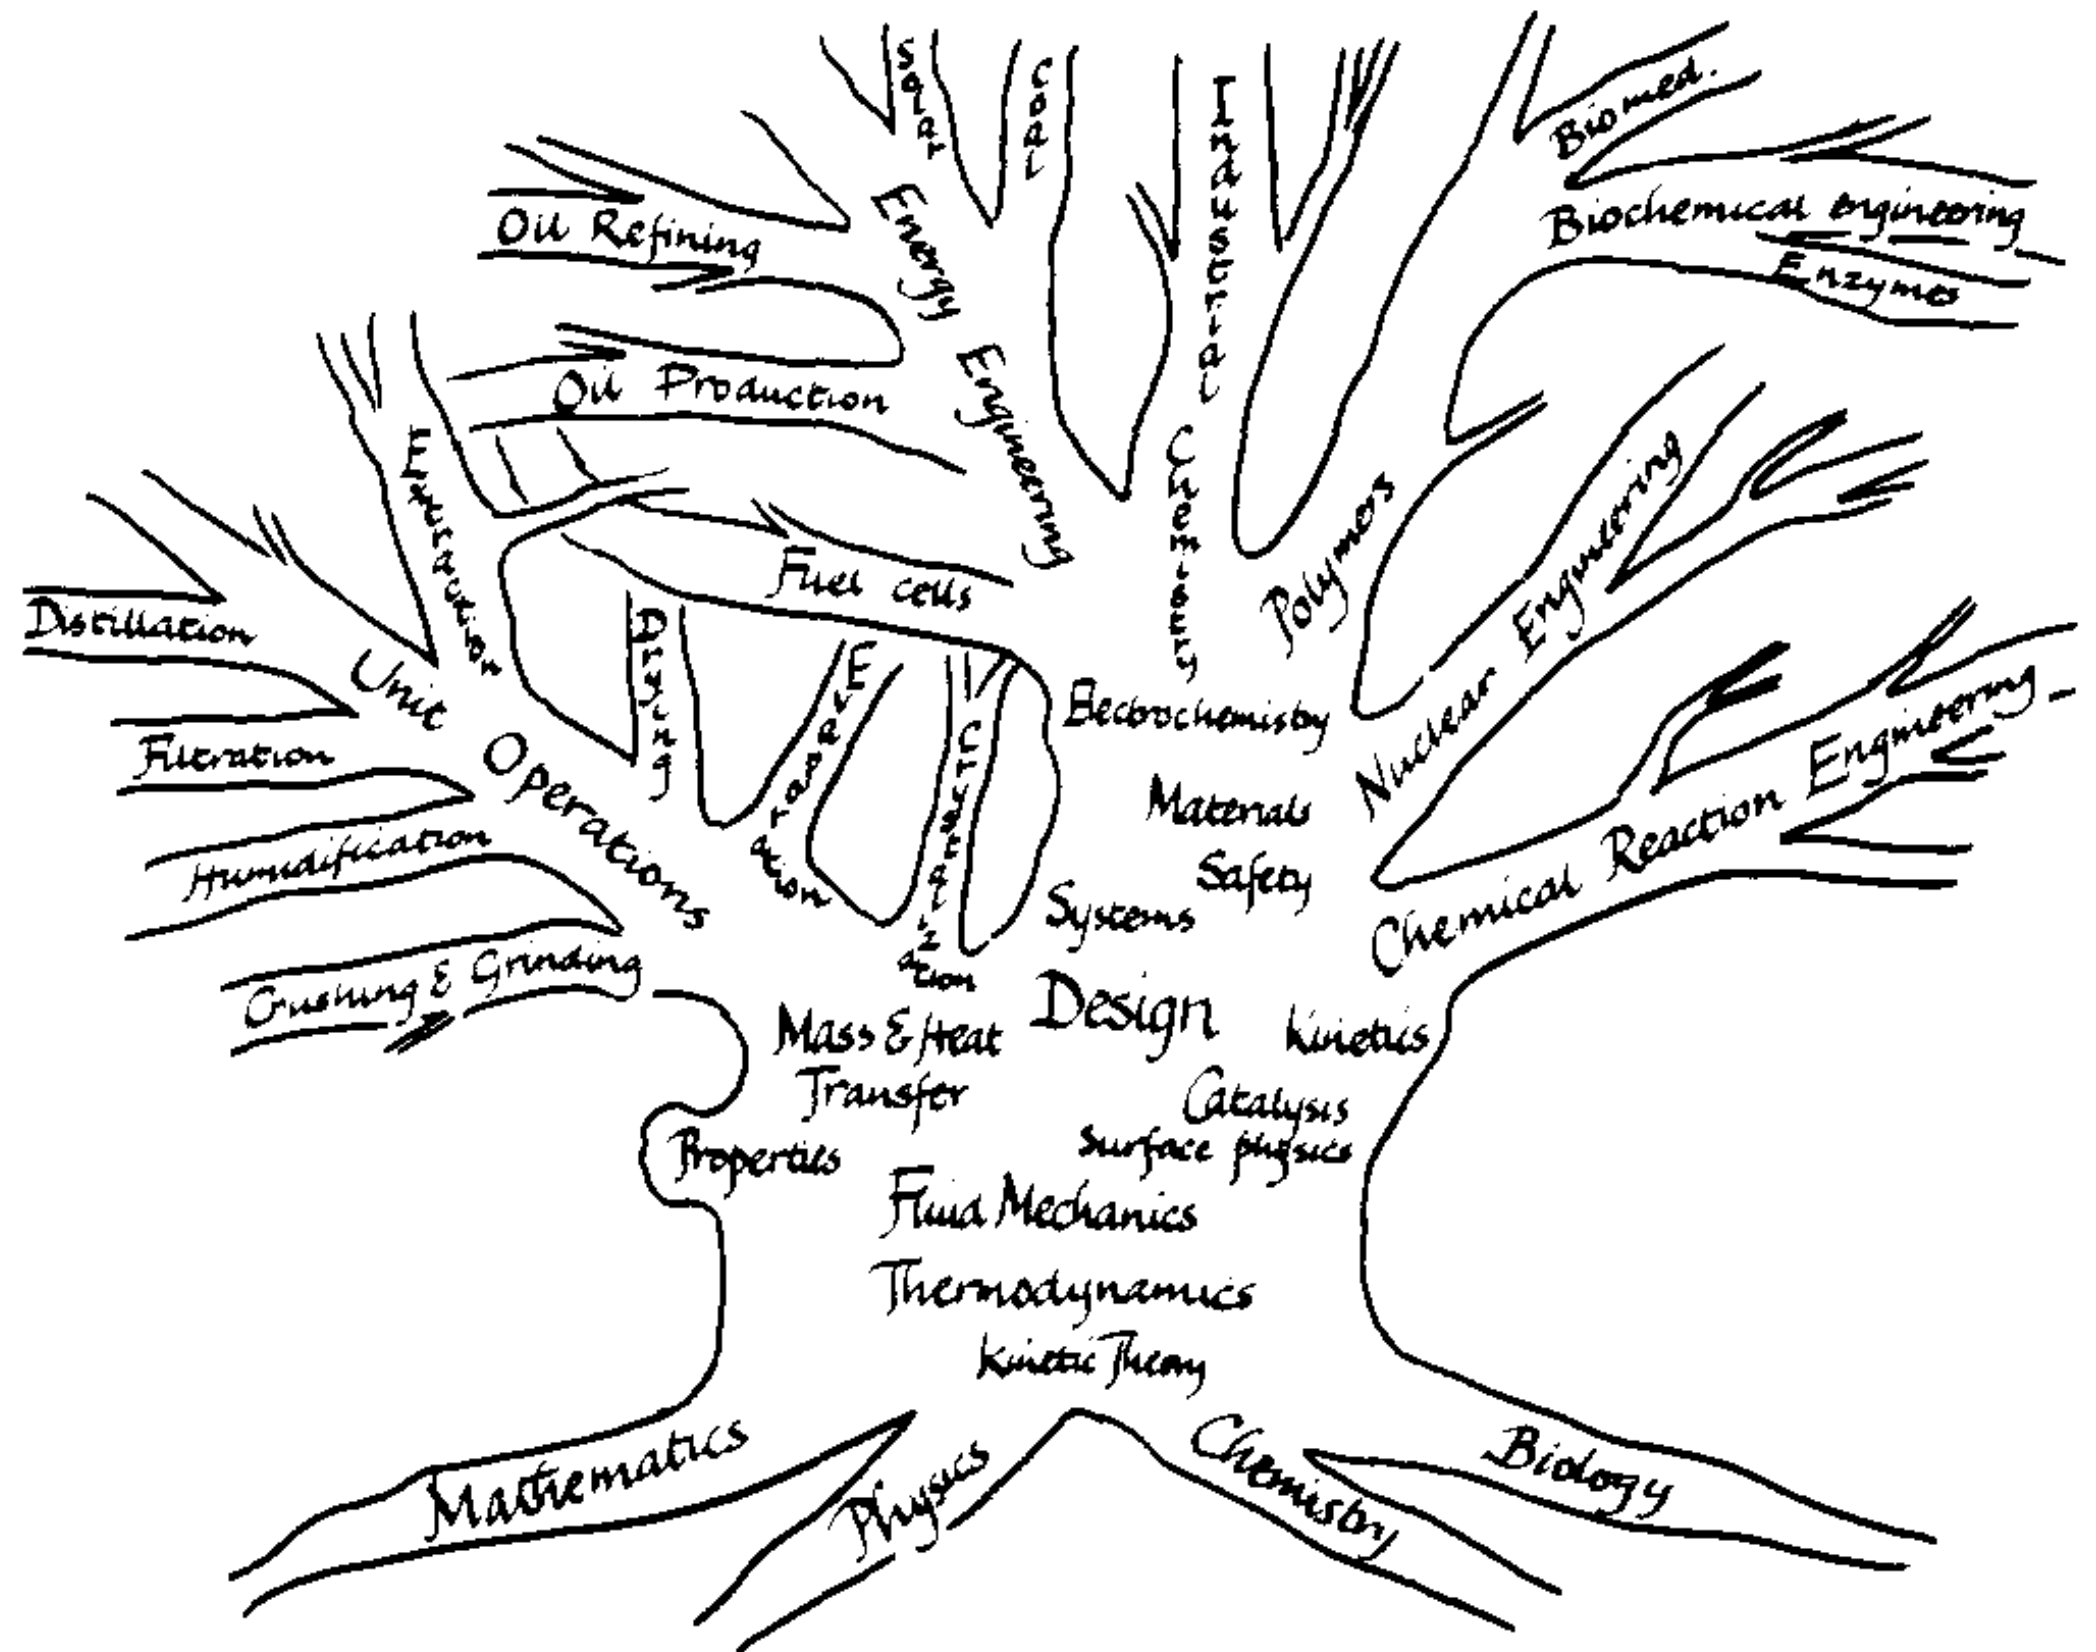 Solar
Coal
Industrial
Chemistry
Biomed.
Biochemical engineering
Enzymes
Oil Refining
Energy
Engineering
Oil Production
Extraction
Fuel cells
Polymers
Nuclear Engineering
Distillation
Unit
Operations
Drying
Evaporation
Crystallization
Electrochemistry
Filtration
Materials
Chemical Reaction Engineering
Humidification
Safety
Systems
Crushing & Grinding
Design
Mass & Heat
Transfer
Kinetics
Catalysis
Surface physics
Properties
Fluid Mechanics
Thermodynamics
Kinetic Theory
Mathematics
Physics
Chemistry
Biology